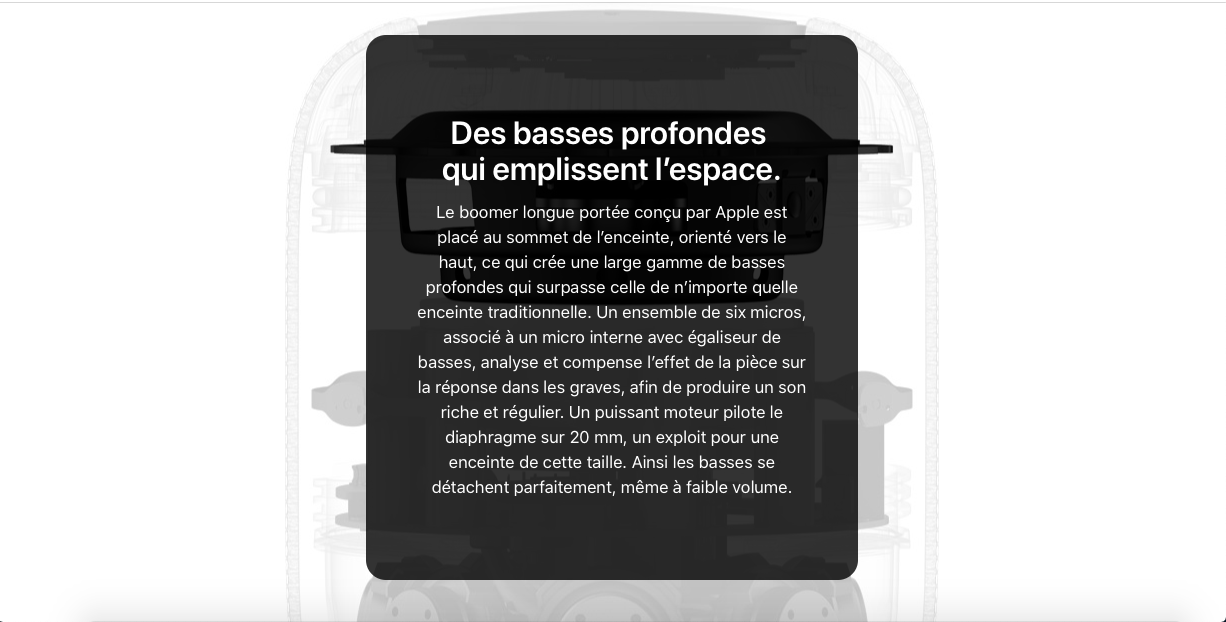 Des basses profondes
qui emplissent l’espace.
Le boomer longue portée conçu par Apple est
placé au sommet de l’enceinte, orienté vers le
haut, ce qui crée une large gamme de basses
profondes qui surpasse celle de n’importe quelle
enceinte traditionnelle. Un ensemble de six micros,
associé à un micro interne avec égaliseur de
basses, analyse et compense l’effet de la pièce sur
la réponse dans les graves, afin de produire un son
riche et régulier. Un puissant moteur pilote le
diaphragme sur 20 mm, un exploit pour une
enceinte de cette taille. Ainsi les basses se
détachent parfaitement, même à faible volume.